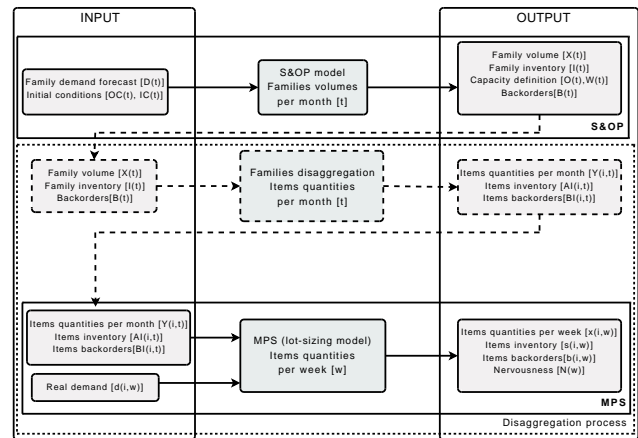 INPUT
OUTPUT
Family demand forecast [D(t)]
Initial conditions [OC(t), IC(t)]
S&OP model
Families volumes
per month [t]
Family volume [X(t)]
Family inventory [I(t)]
Capacity definition [O(t),W(t)]
Backorders[B(t)]
S&OP
Family volume [X(t)]
Family inventory [I(t)]
Backorders[B(t)]
Families disaggregation
Items quantities
per month [t]
Items quantities per month [Y(i,t)]
Items inventory [AI(i,t)]
Items backorders[BI(i,t)]
Items quantities per month [Y(i,t)]
Items inventory [AI(i,t)]
Items backorders[BI(i,t)]
Real demand [d(i,w)]
MPS (lot-sizing model)
Items quantities
per week [w]
Items quantities per week [x(i,w)]
Items inventory [s(i,w)
Items backorders[b(i,w)]
Nervousness [N(w)]
MPS
Disaggregation process